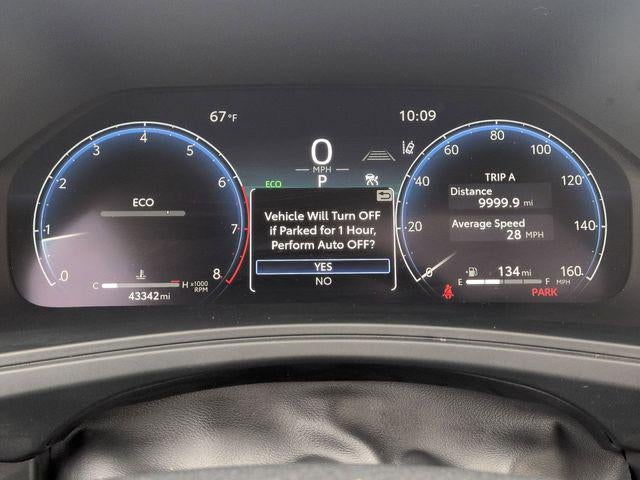 67 °F
10:09
0
MPH
P
ECO
0
1
2
3
4
5
6
7
8
ECO
C
H
x1000
RPM
43342 mi
Vehicle Will Turn OFF
if Parked for 1 Hour,
Perform Auto OFF?
YES
NO
0
20
40
60
80
100
120
140
160
MPH
TRIP A
Distance
9999.9 mi
Average Speed
28 MPH
134 mi
E
F
PARK